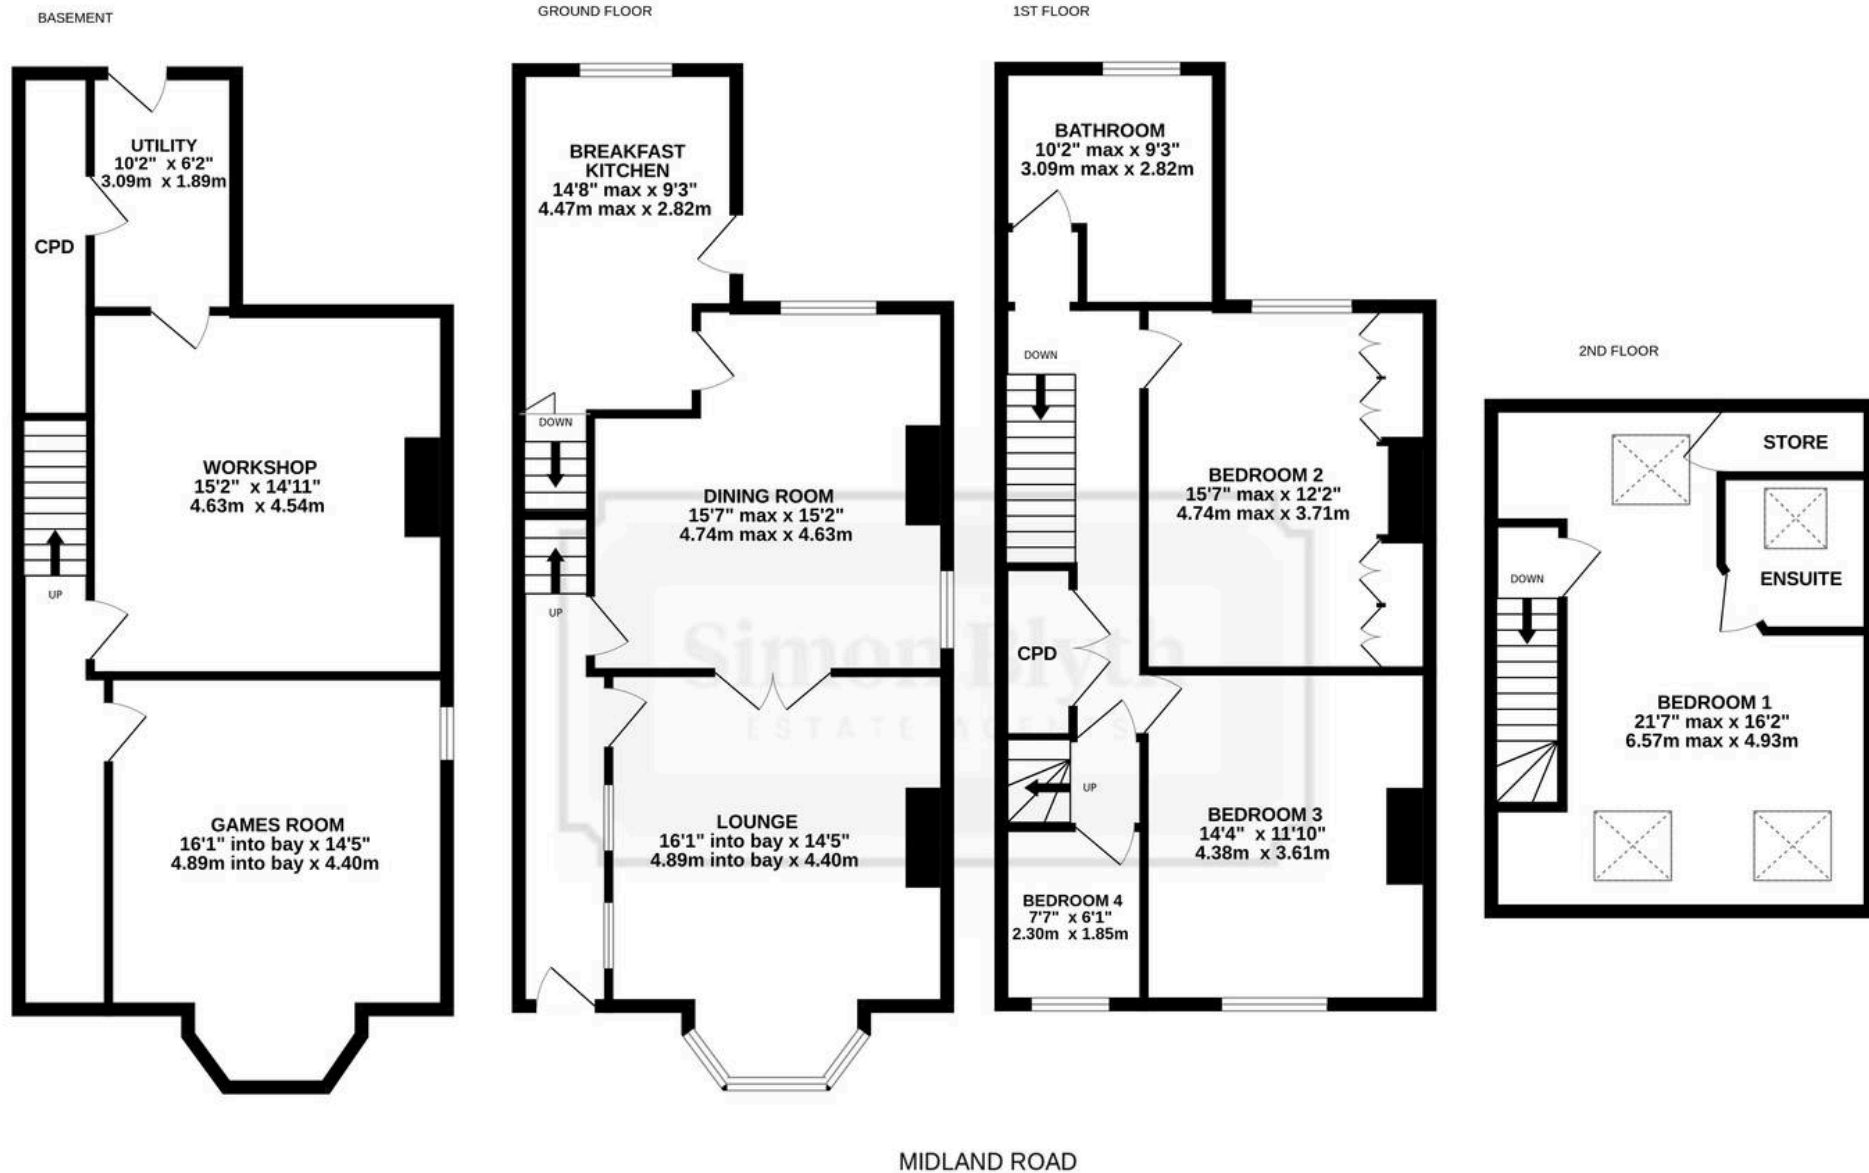 BASEMENT
UTILITY
10'2" x 6'2"
3.09m x 1.89m
CPD
WORKSHOP
15'2" x 14'11"
4.63m x 4.54m
UP
GAMES ROOM
16'1" into bay x 14'5"
4.89m into bay x 4.40m
GROUND FLOOR
BREAKFAST
KITCHEN
14'8" max x 9'3"
4.47m max x 2.82m
DOWN
DINING ROOM
15'7" max x 15'2"
4.74m max x 4.63m
UP
LOUNGE
16'1" into bay x 14'5"
4.89m into bay x 4.40m
1ST FLOOR
BATHROOM
10'2" max x 9'3"
3.09m max x 2.82m
DOWN
BEDROOM 2
15'7" max x 12'2"
4.74m max x 3.71m
CPD
UP
BEDROOM 3
14'4" x 11'10"
4.38m x 3.61m
BEDROOM 4
7'7" x 6'1"
2.30m x 1.85m
2ND FLOOR
STORE
ENSUITE
DOWN
BEDROOM 1
21'7" max x 16'2"
6.57m max x 4.93m
Simon Blyth
ESTATE AGENTS
MIDLAND ROAD